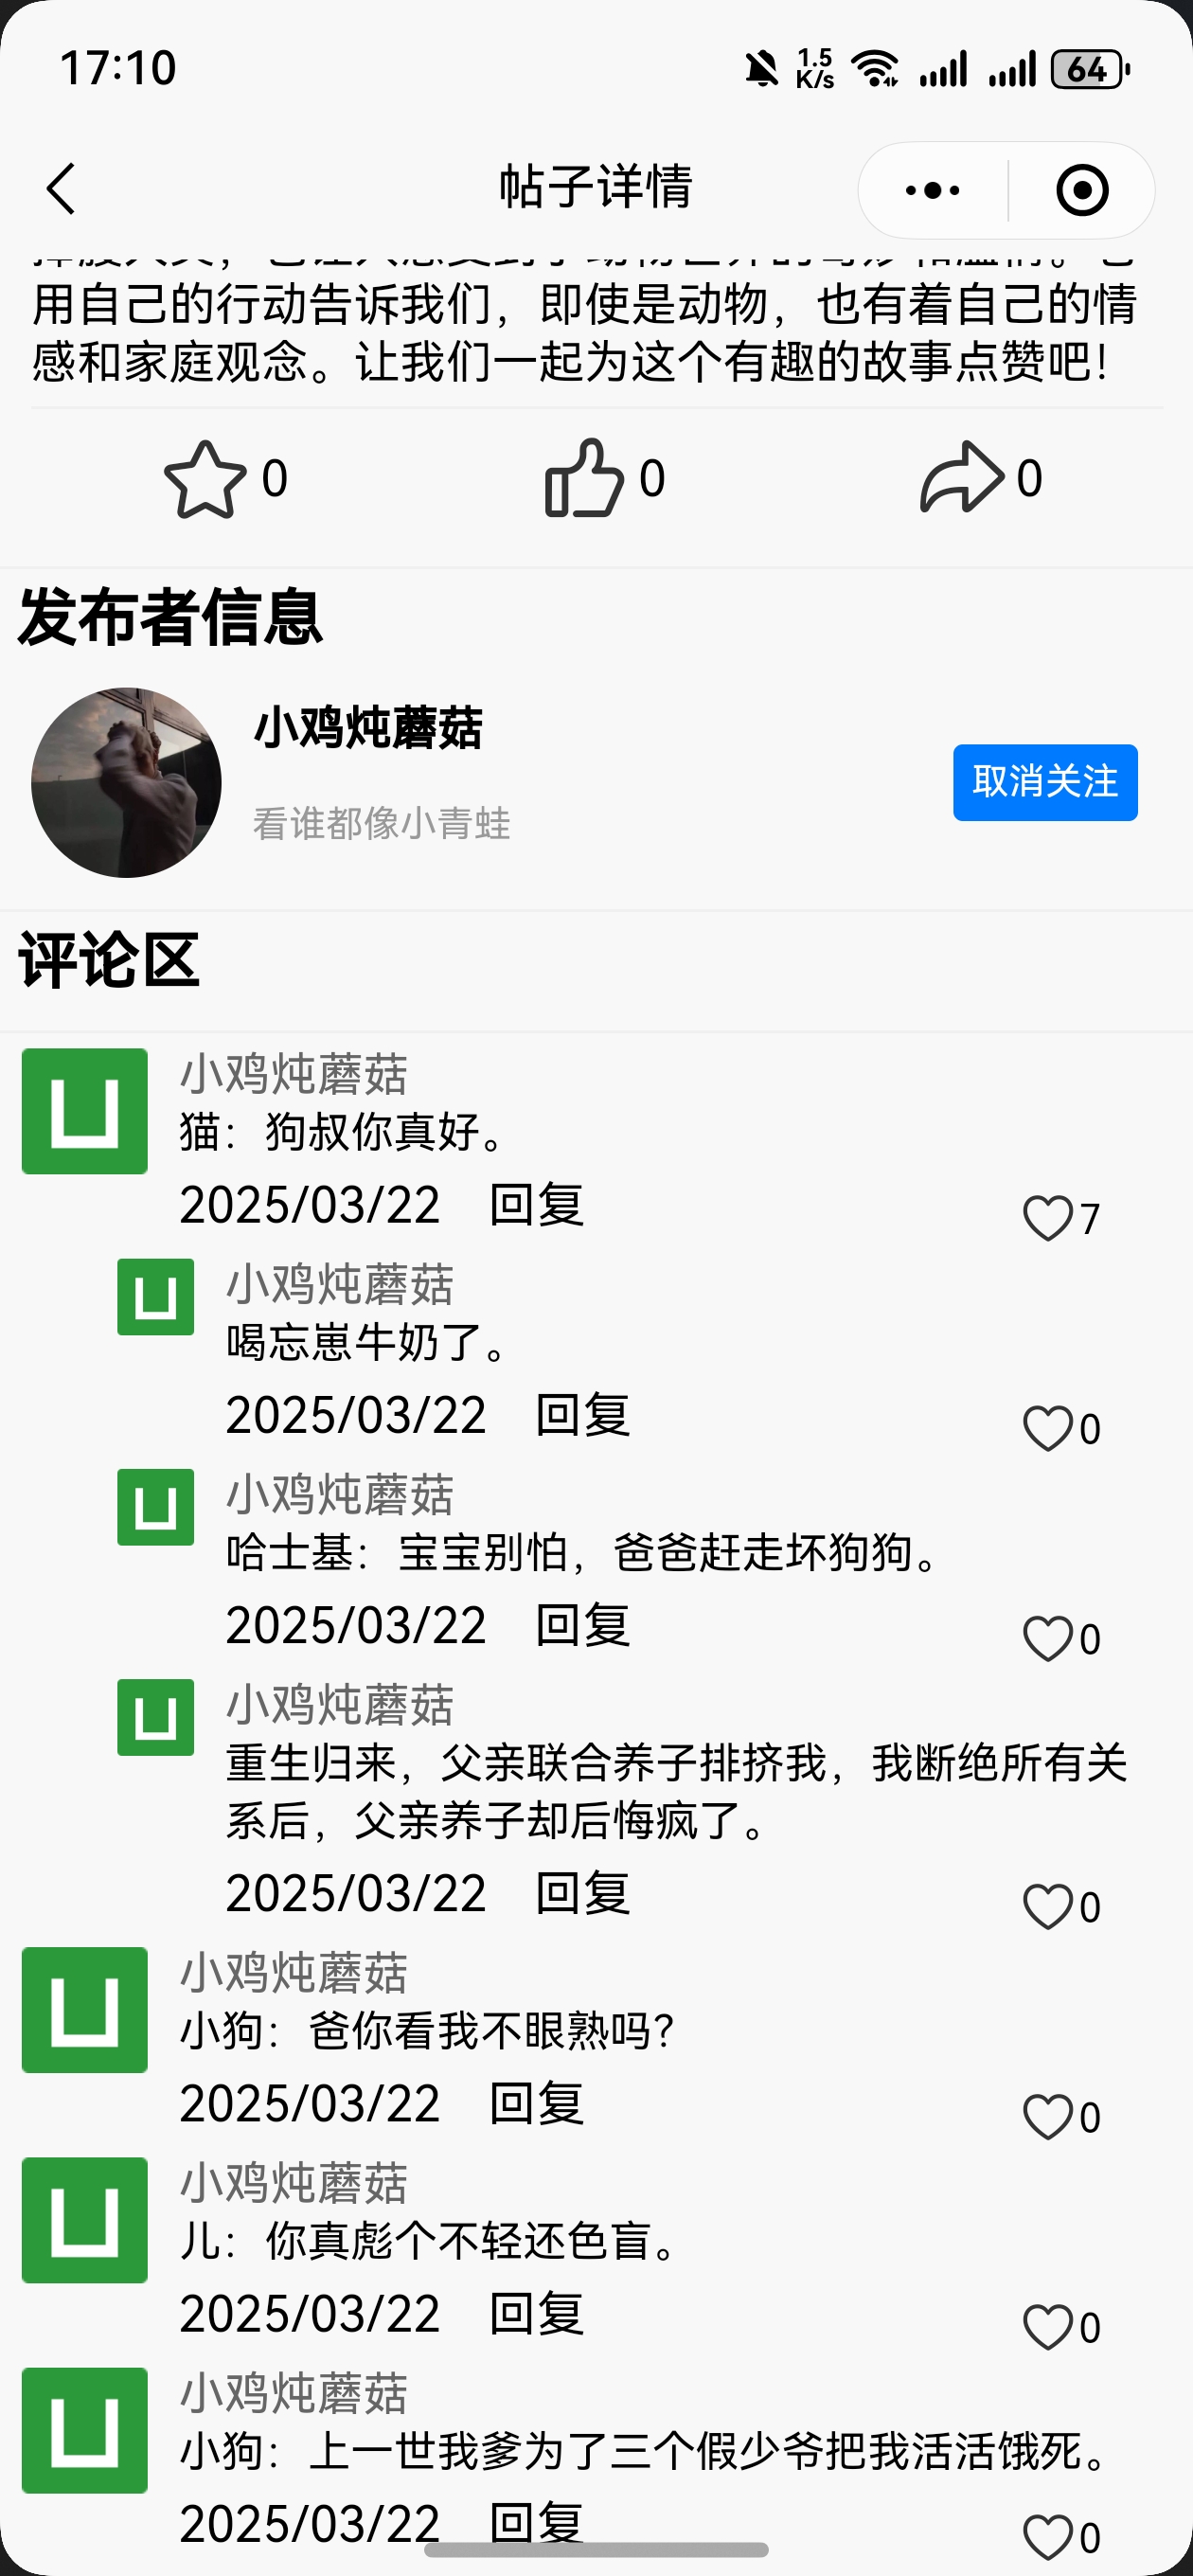 17:10
1.5
K/s
64
帖子详情
用自己的行动告诉我们，即使是动物，也有着自己的情
感和家庭观念。让我们一起为这个有趣的故事点赞吧！
0 0 0
发布者信息
小鸡炖蘑菇
看谁都像小青蛙
取消关注
评论区
小鸡炖蘑菇
猫：狗叔你真好。
2025/03/22 回复 7
小鸡炖蘑菇
喝忘崽牛奶了。
2025/03/22 回复 0
小鸡炖蘑菇
哈士基：宝宝别怕，爸爸赶走坏狗狗。
2025/03/22 回复 0
小鸡炖蘑菇
重生归来，父亲联合养子排挤我，我断绝所有关
系后，父亲养子却后悔疯了。
2025/03/22 回复 0
小鸡炖蘑菇
小狗：爸你看我不眼熟吗？
2025/03/22 回复 0
小鸡炖蘑菇
儿：你真彪个不轻还色盲。
2025/03/22 回复 0
小鸡炖蘑菇
小狗：上一世我爹为了三个假少爷把我活活饿死。
2025/03/22 回复 0